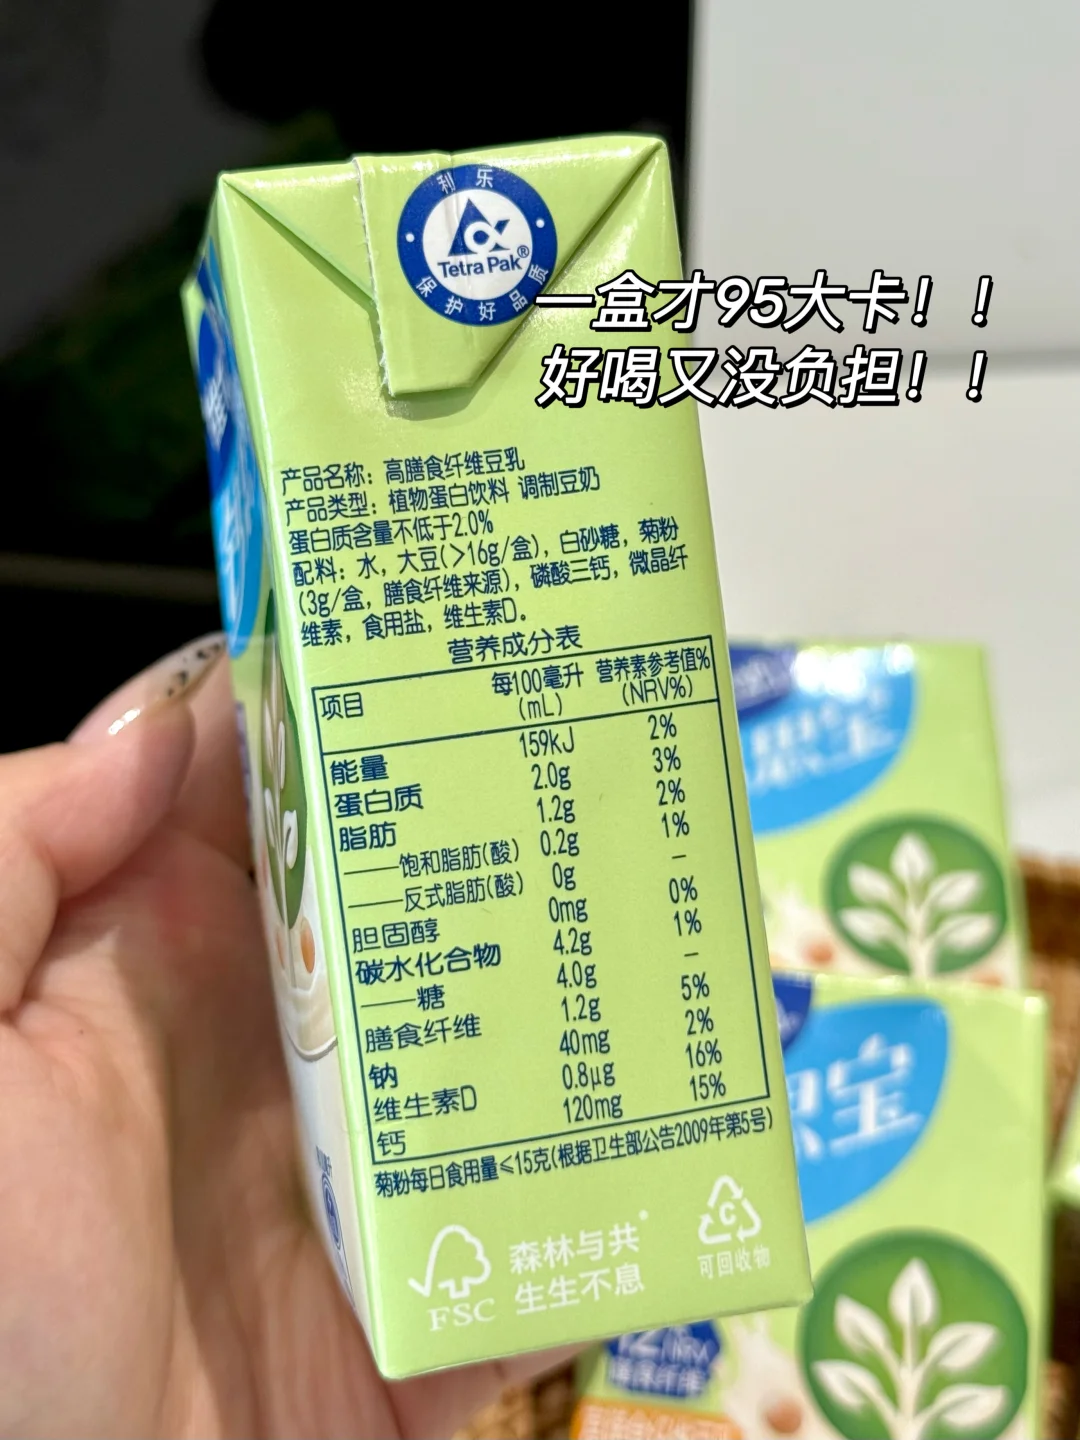 利乐
Tetra Pak®
保护好品质
一盒才95大卡！！
好喝又没负担！！
产品名称：高膳食纤维豆乳
产品类型：植物蛋白饮料 调制豆奶
蛋白质含量不低于2.0%
配料：水，大豆(>16g/盒)，白砂糖，菊粉
(3g/盒，膳食纤维来源)，磷酸三钙，微晶纤
维素，食用盐，维生素D。
营养成分表
项目 每100毫升(mL) 营养素参考值%(NRV%)
能量 159kJ 2%
蛋白质 2.0g 3%
脂肪 1.2g 2%
——饱和脂肪(酸) 0.2g 1%
——反式脂肪(酸) 0g –
胆固醇 0mg 0%
碳水化合物 4.2g 1%
——糖 4.0g –
膳食纤维 1.2g 5%
钠 40mg 2%
维生素D 0.8μg 16%
钙 120mg 15%
菊粉每日食用量≤15克(根据卫生部公告2009年第5号)
FSC
森林与共
生生不息
C
可回收物
宝
宝